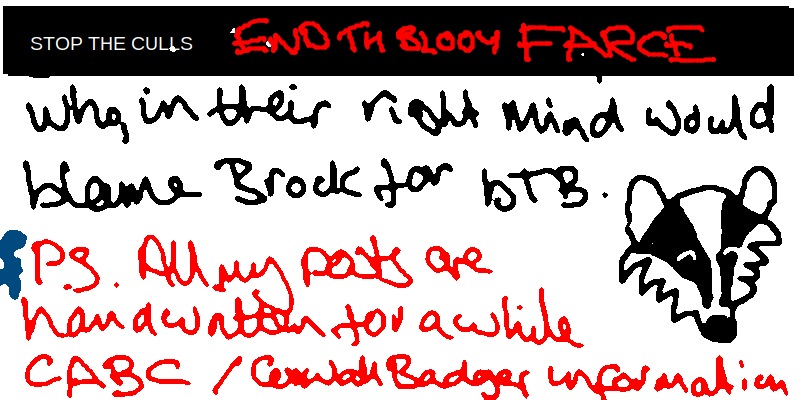 STOP THE CULLS END TH BLOOY FARCE
who, in their right mind would
blame Brock for bTB.
P.S. All my posts are
handwritten for a while
CABC / Cornwall Badger information